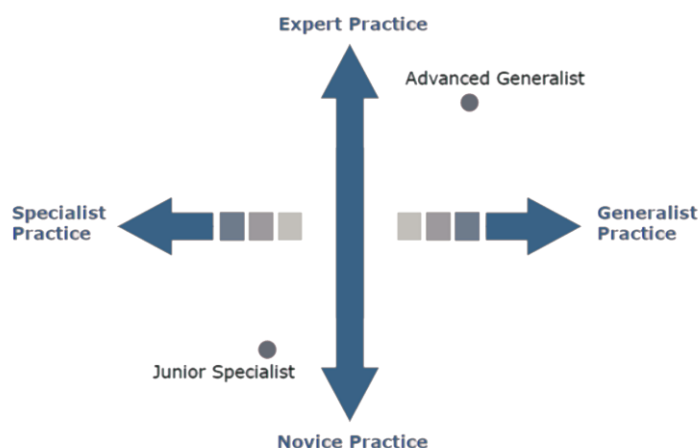 Expert Practice
Advanced Generalist
Specialist
Practice
Generalist
Practice
Junior Specialist
Novice Practice